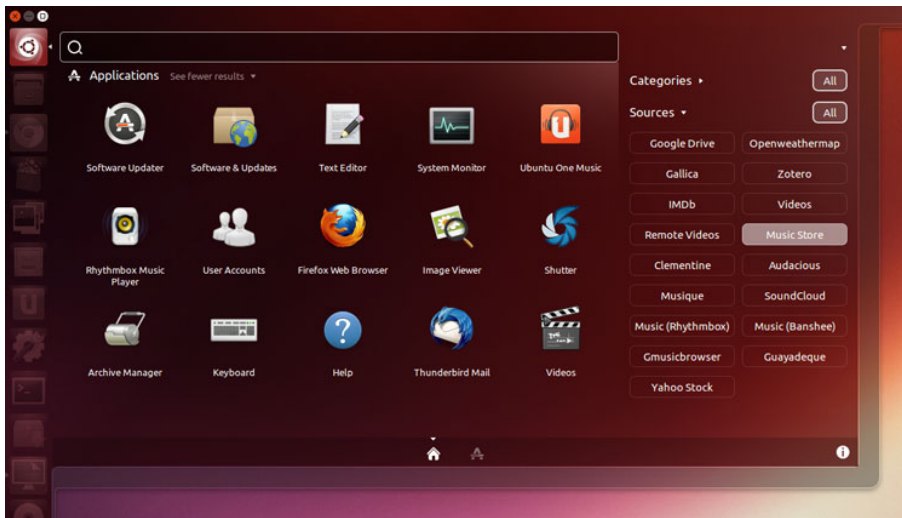 Applications See fewer results
Software Updater
Software & Updates
Text Editor
System Monitor
Ubuntu One Music
Rhythmbox Music
Player
User Accounts
Firefox Web Browser
Image Viewer
Shutter
Archive Manager
Keyboard
Help
Thunderbird Mail
Videos
Categories
All
Sources
All
Google Drive
Openweathermap
Gallica
Zotero
IMDb
Videos
Remote Videos
Music Store
Clementine
Audacious
Musique
SoundCloud
Music (Rhythmbox)
Music (Banshee)
Gmusicbrowser
Guayadeque
Yahoo Stock